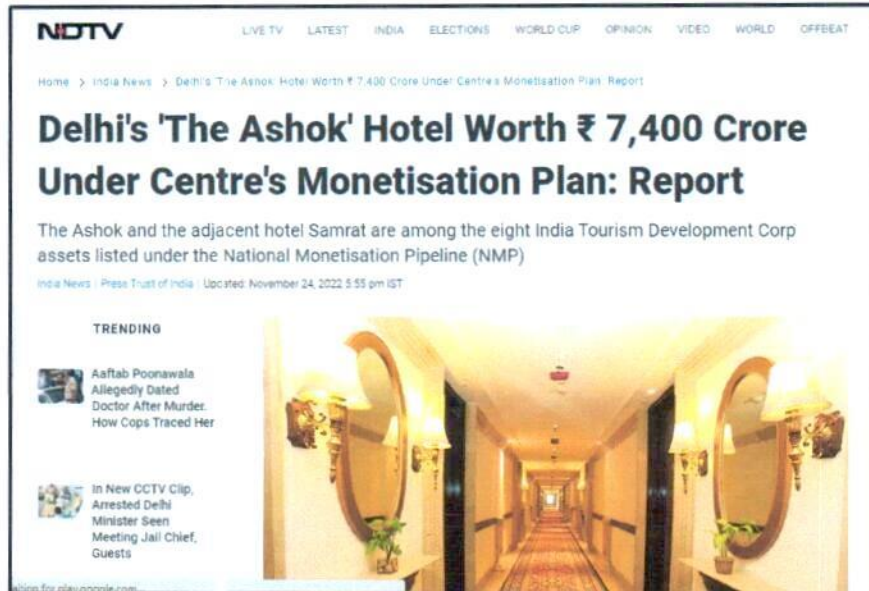 NDTV
LIVE TV LATEST INDIA ELECTIONS WORLD CUP OPINION VIDEO WORLD OFFBEAT
Home > India News > Delhi's 'The Ashok' Hotel Worth ₹ 7,400 Crore Under Centre's Monetisation Plan: Report
Delhi's 'The Ashok' Hotel Worth ₹ 7,400 Crore
Under Centre's Monetisation Plan: Report
The Ashok and the adjacent hotel Samrat are among the eight India Tourism Development Corp
assets listed under the National Monetisation Pipeline (NMP)
India News | Press Trust of India | Updated: November 24, 2022 5:55 pm IST
TRENDING
Aaftab Poonawala
Allegedly Dated
Doctor After Murder.
How Cops Traced Her
In New CCTV Clip,
Arrested Delhi
Minister Seen
Meeting Jail Chief,
Guests
for play.google.com